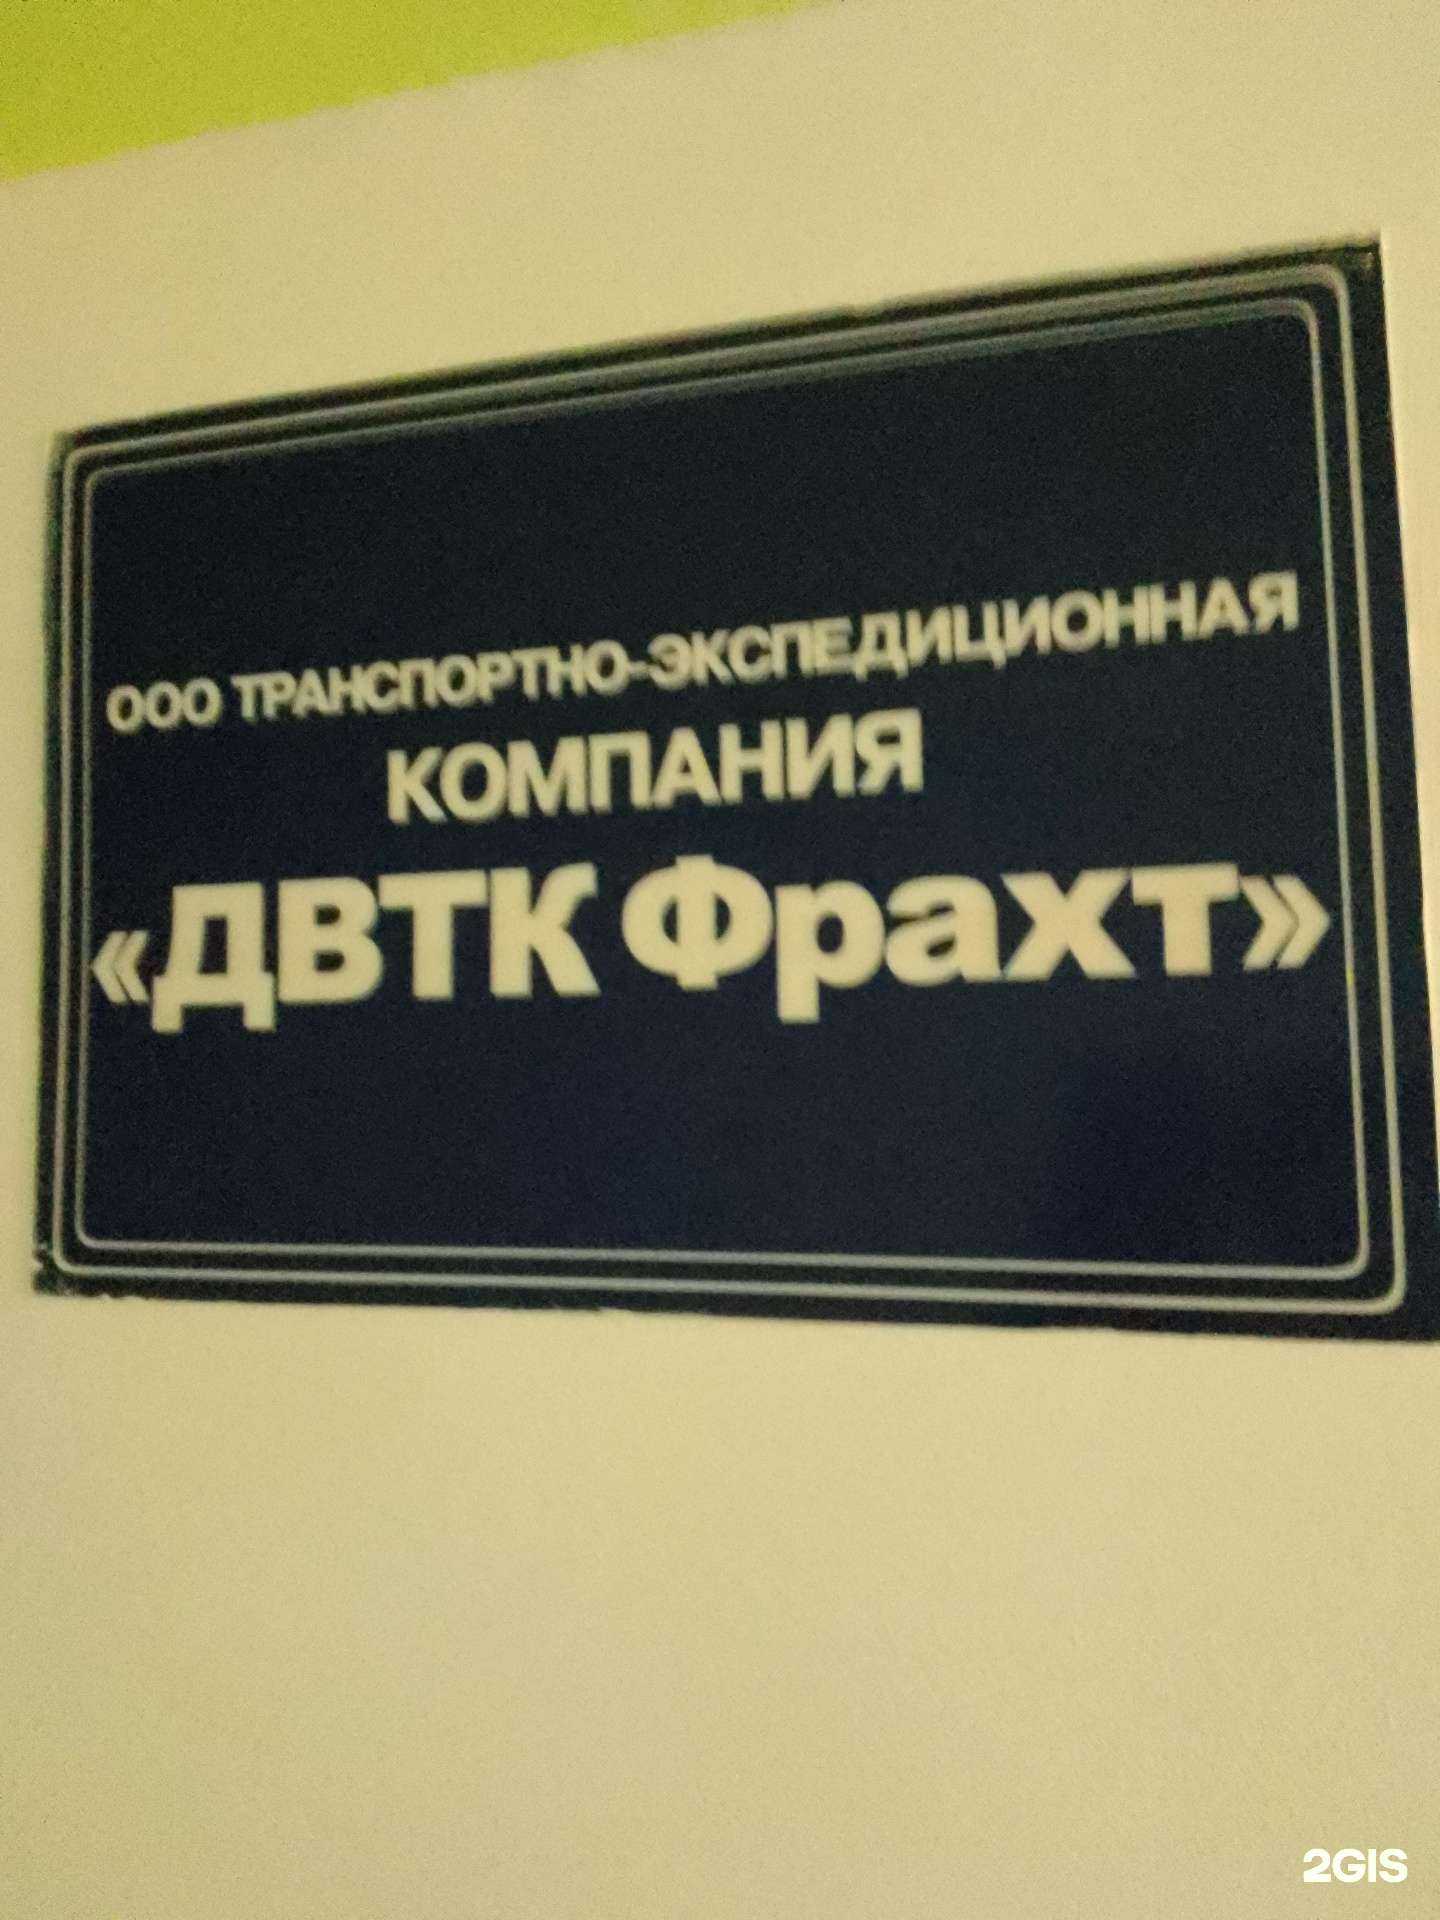 ООО ТРАНСПОРТНО-ЭКСПЕДИЦИОННАЯ
КОМПАНИЯ
«ДВТК Фрахт»
2GIS